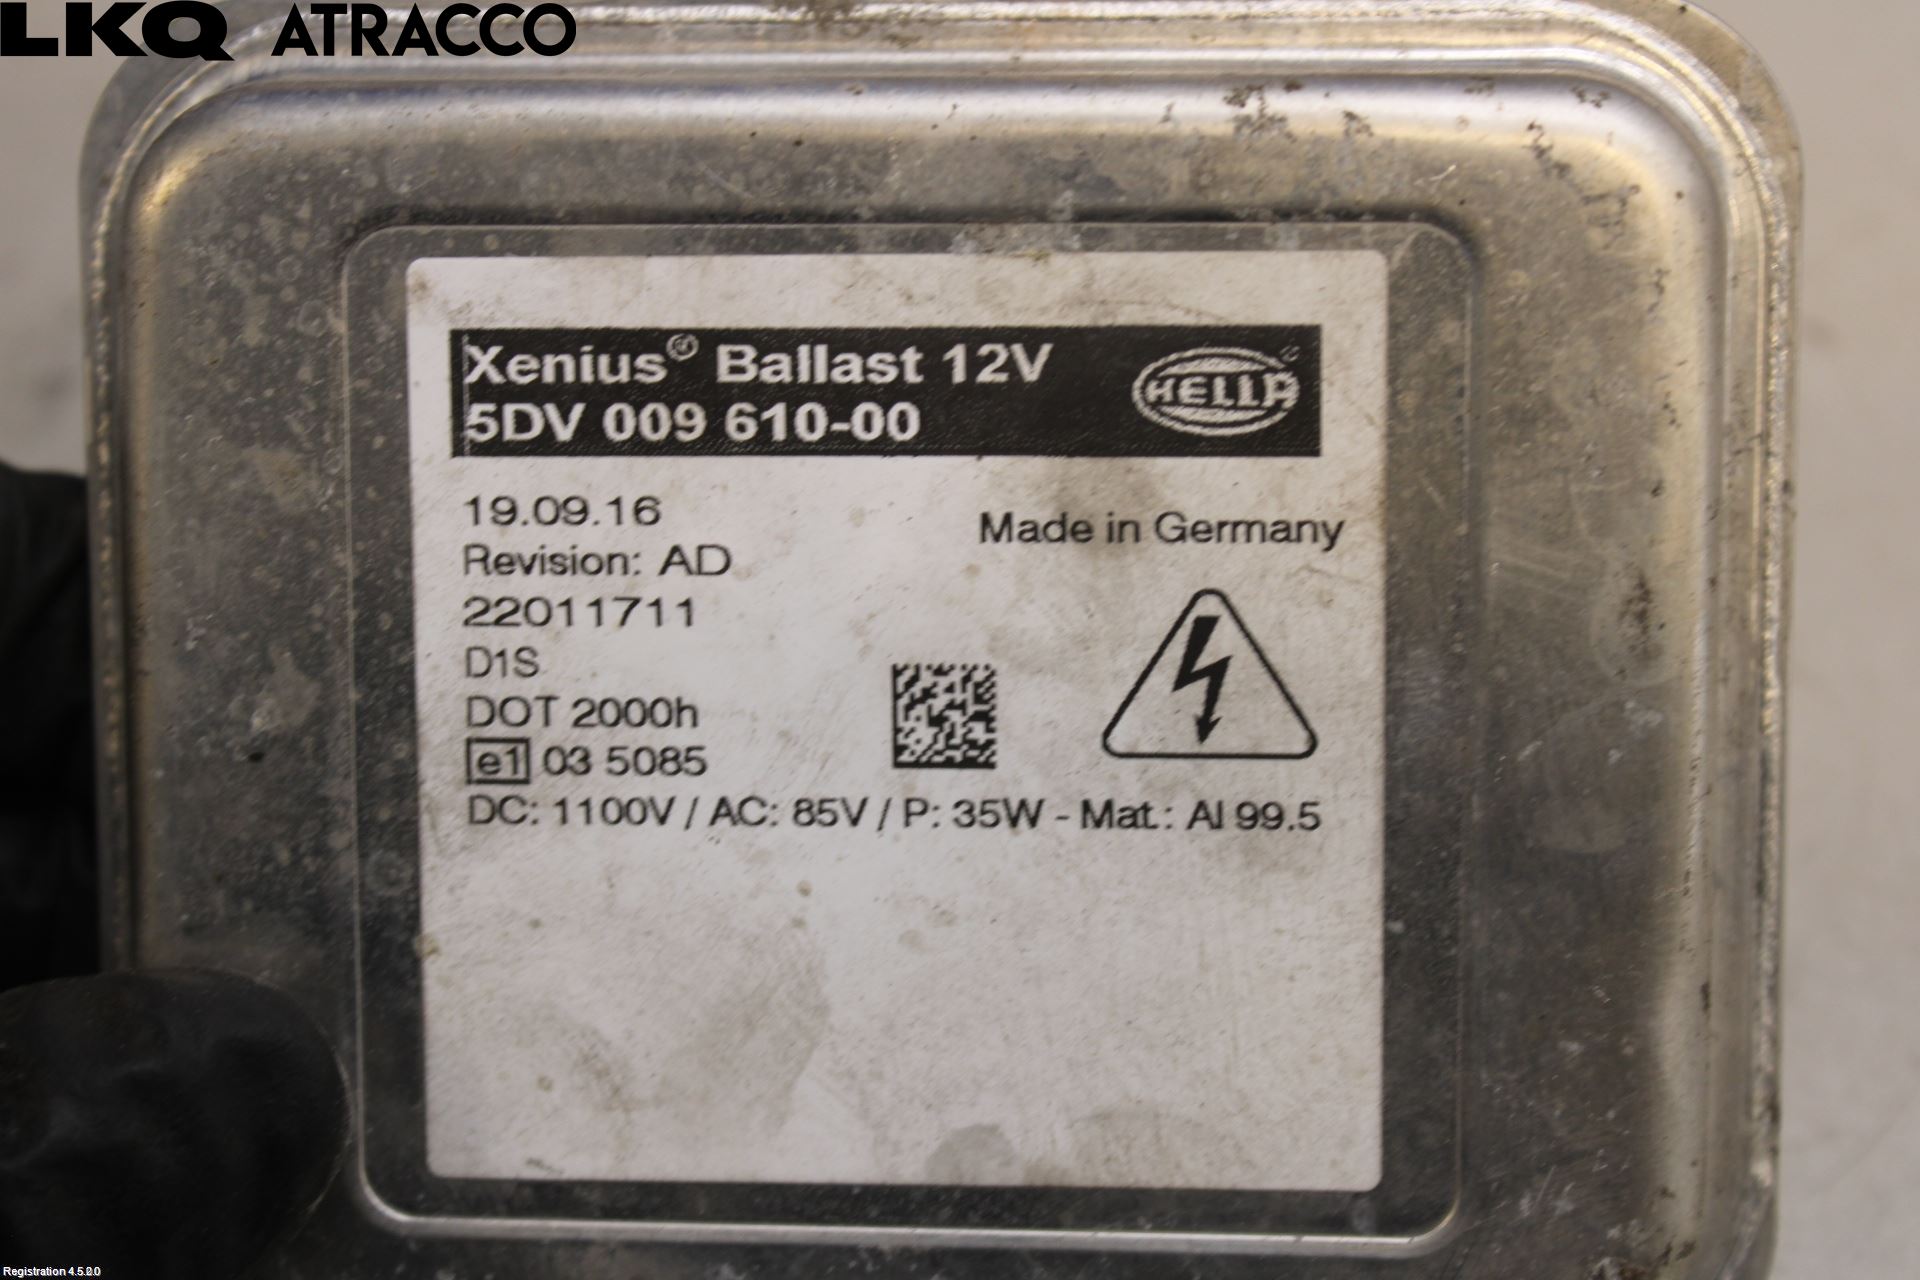 LKQ ATRACCO
Xenius® Ballast 12V
5DV 009 610-00
HELLA
19.09.16
Made in Germany
Revision: AD
22011711
D1S
DOT 2000h
e1 03 5085
DC: 1100V / AC: 85V / P: 35W - Mat.: Al 99.5
Registration 4.5.0.0